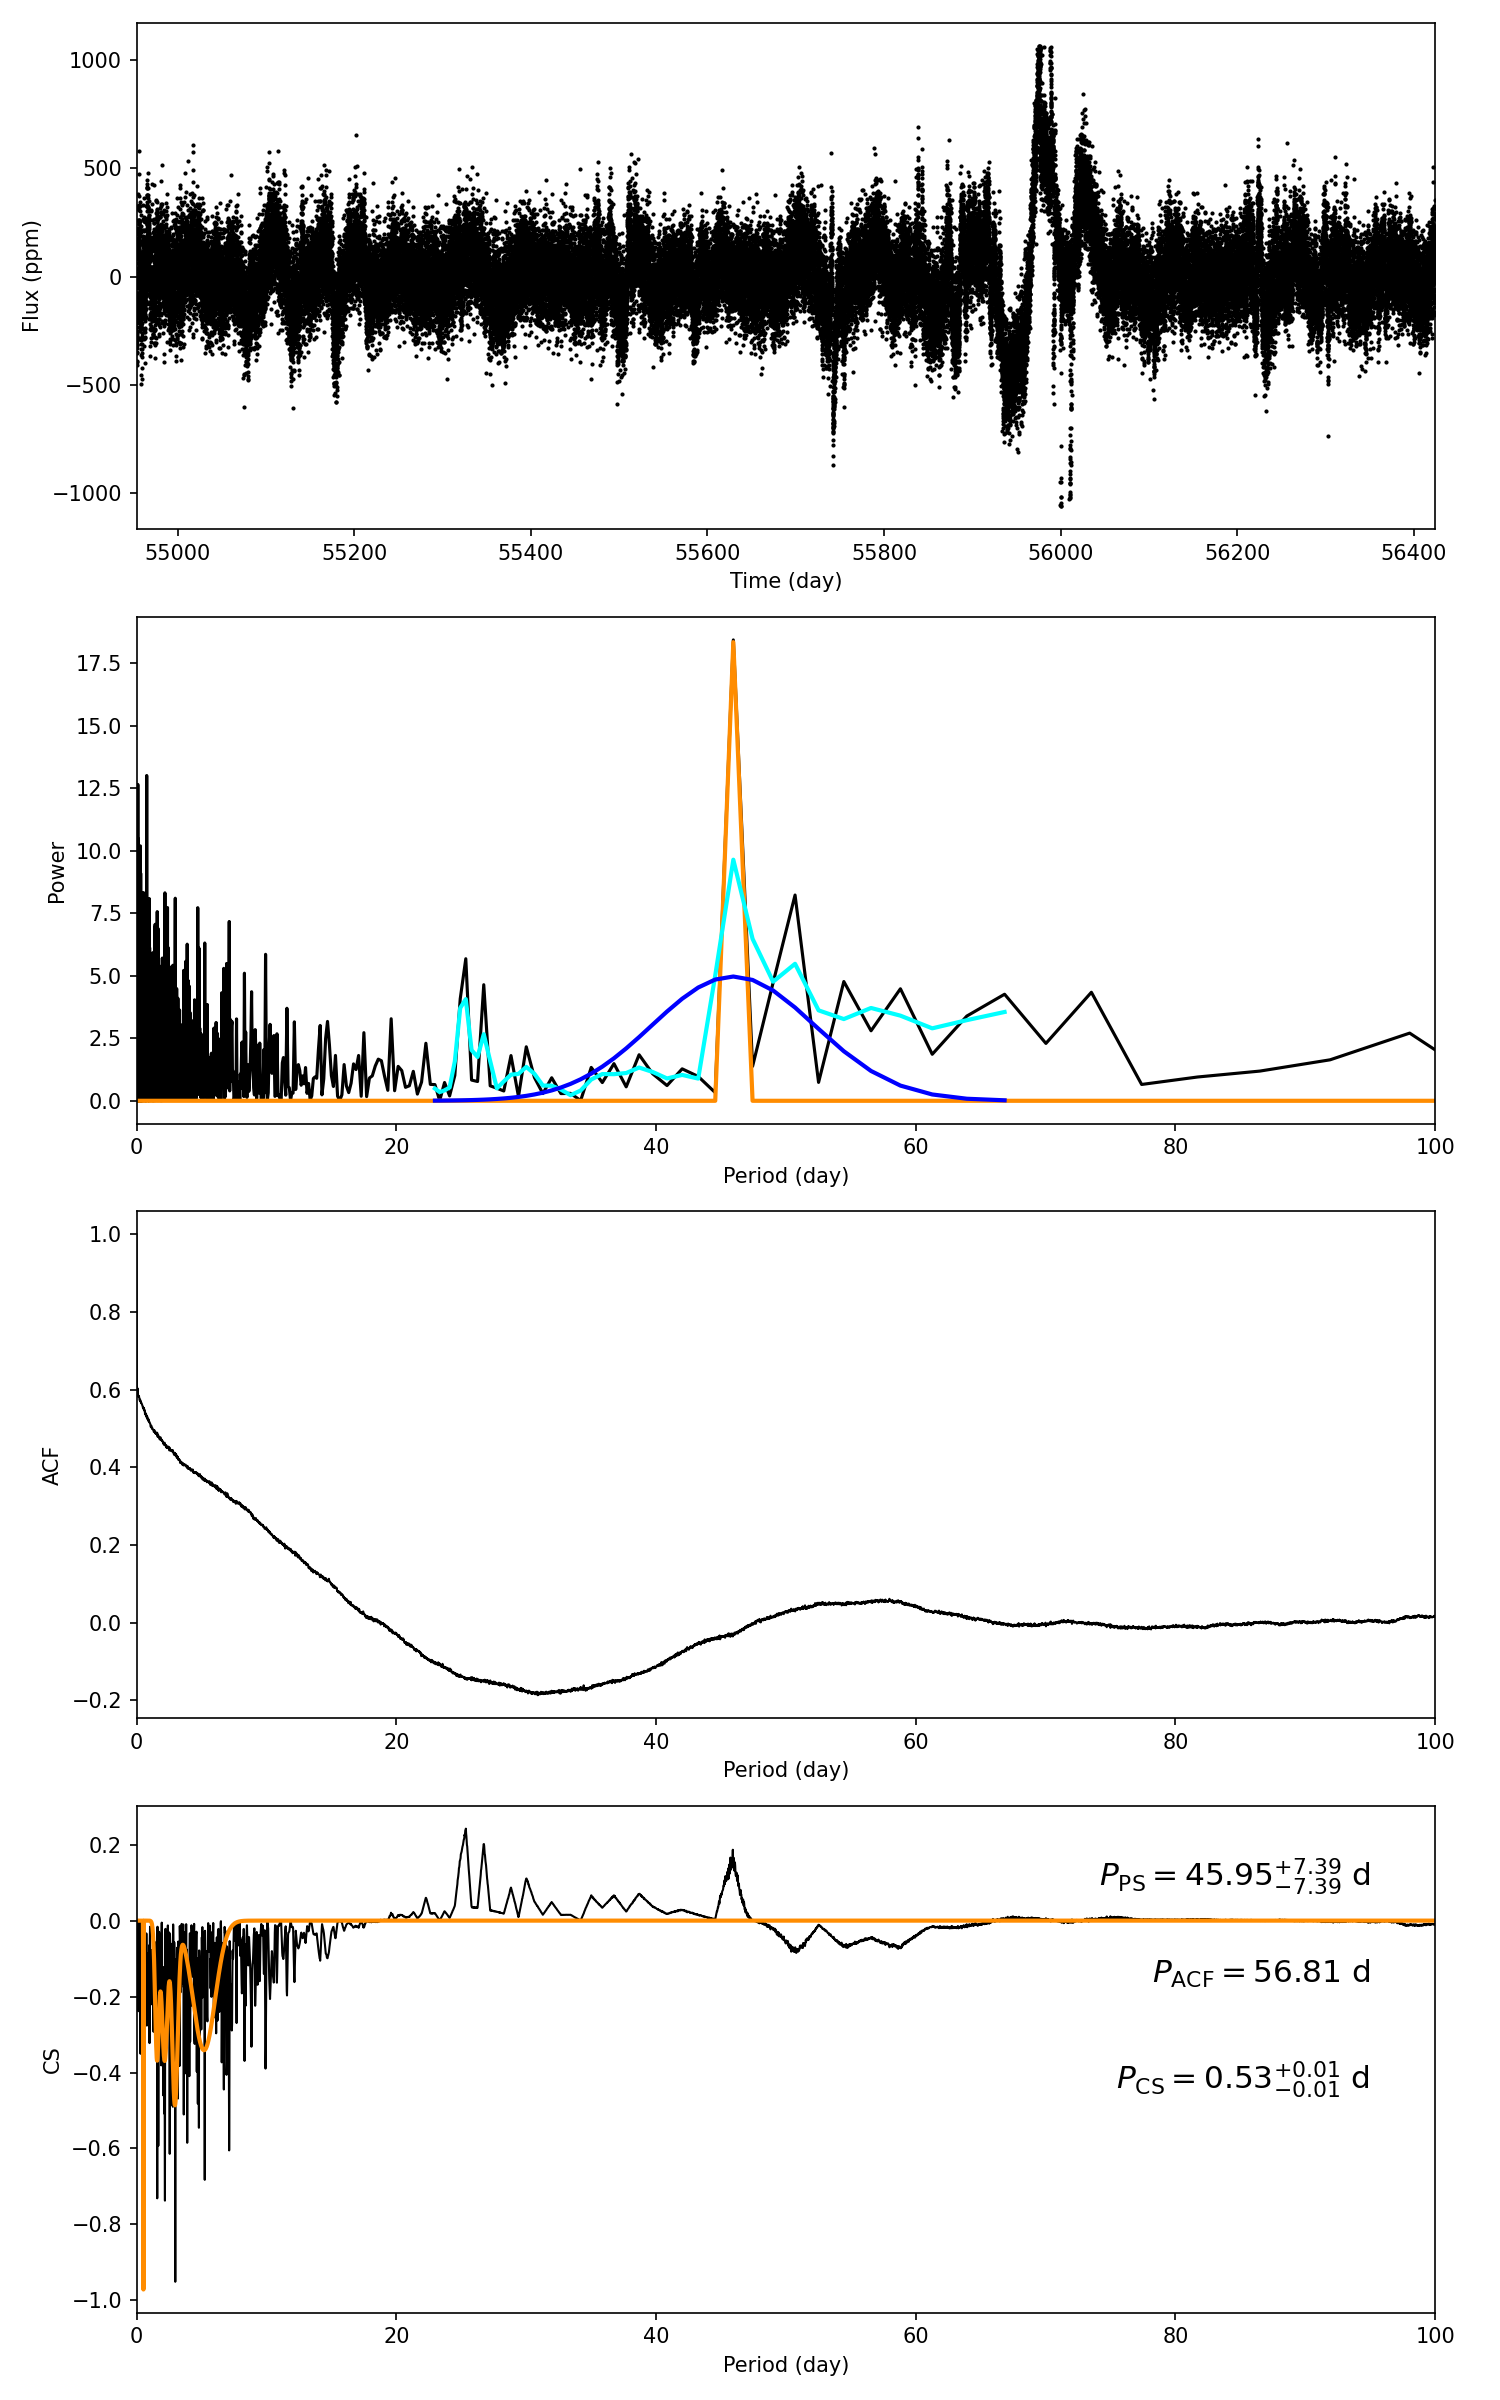 1000
500
0
−500
−1000
Flux (ppm)
55000 55200 55400 55600 55800 56000 56200 56400
Time (day)
17.5
15.0
12.5
10.0
7.5
5.0
2.5
0.0
Power
0 20 40 60 80 100
Period (day)
1.0
0.8
0.6
0.4
0.2
0.0
−0.2
ACF
0 20 40 60 80 100
Period (day)
0.2
0.0
−0.2
−0.4
−0.6
−0.8
−1.0
CS
P_PS = 45.95^{+7.39}_{−7.39} d
P_ACF = 56.81 d
P_CS = 0.53^{+0.01}_{−0.01} d
0 20 40 60 80 100
Period (day)